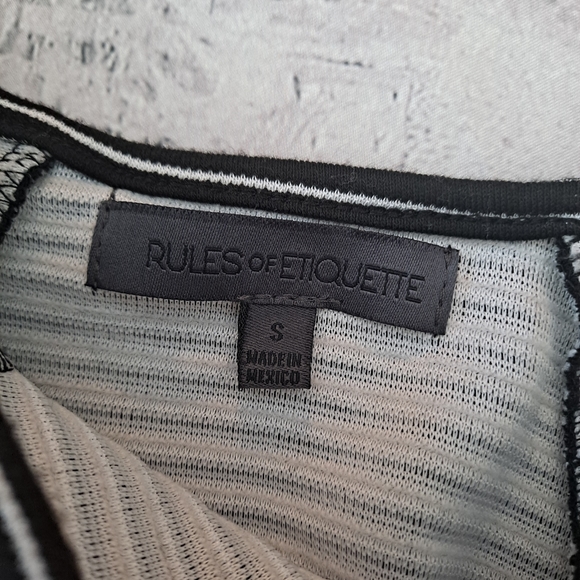 RULES OF ETIQUETTE
S
MADE IN
MEXICO